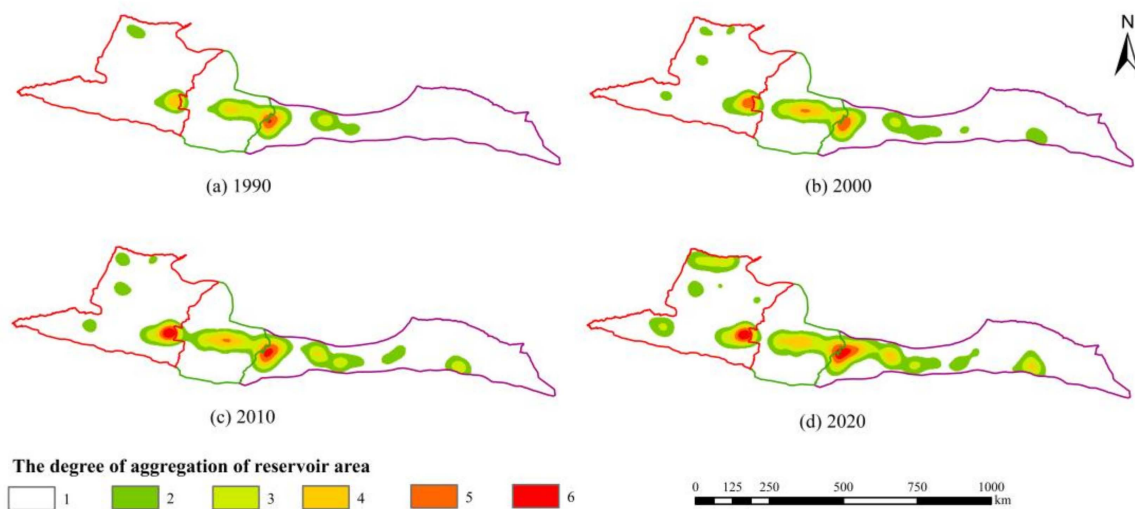 N
(a) 1990
(b) 2000
(c) 2010
(d) 2020
The degree of aggregation of reservoir area
1 2 3 4 5 6
0 125 250 500 750 1000
km